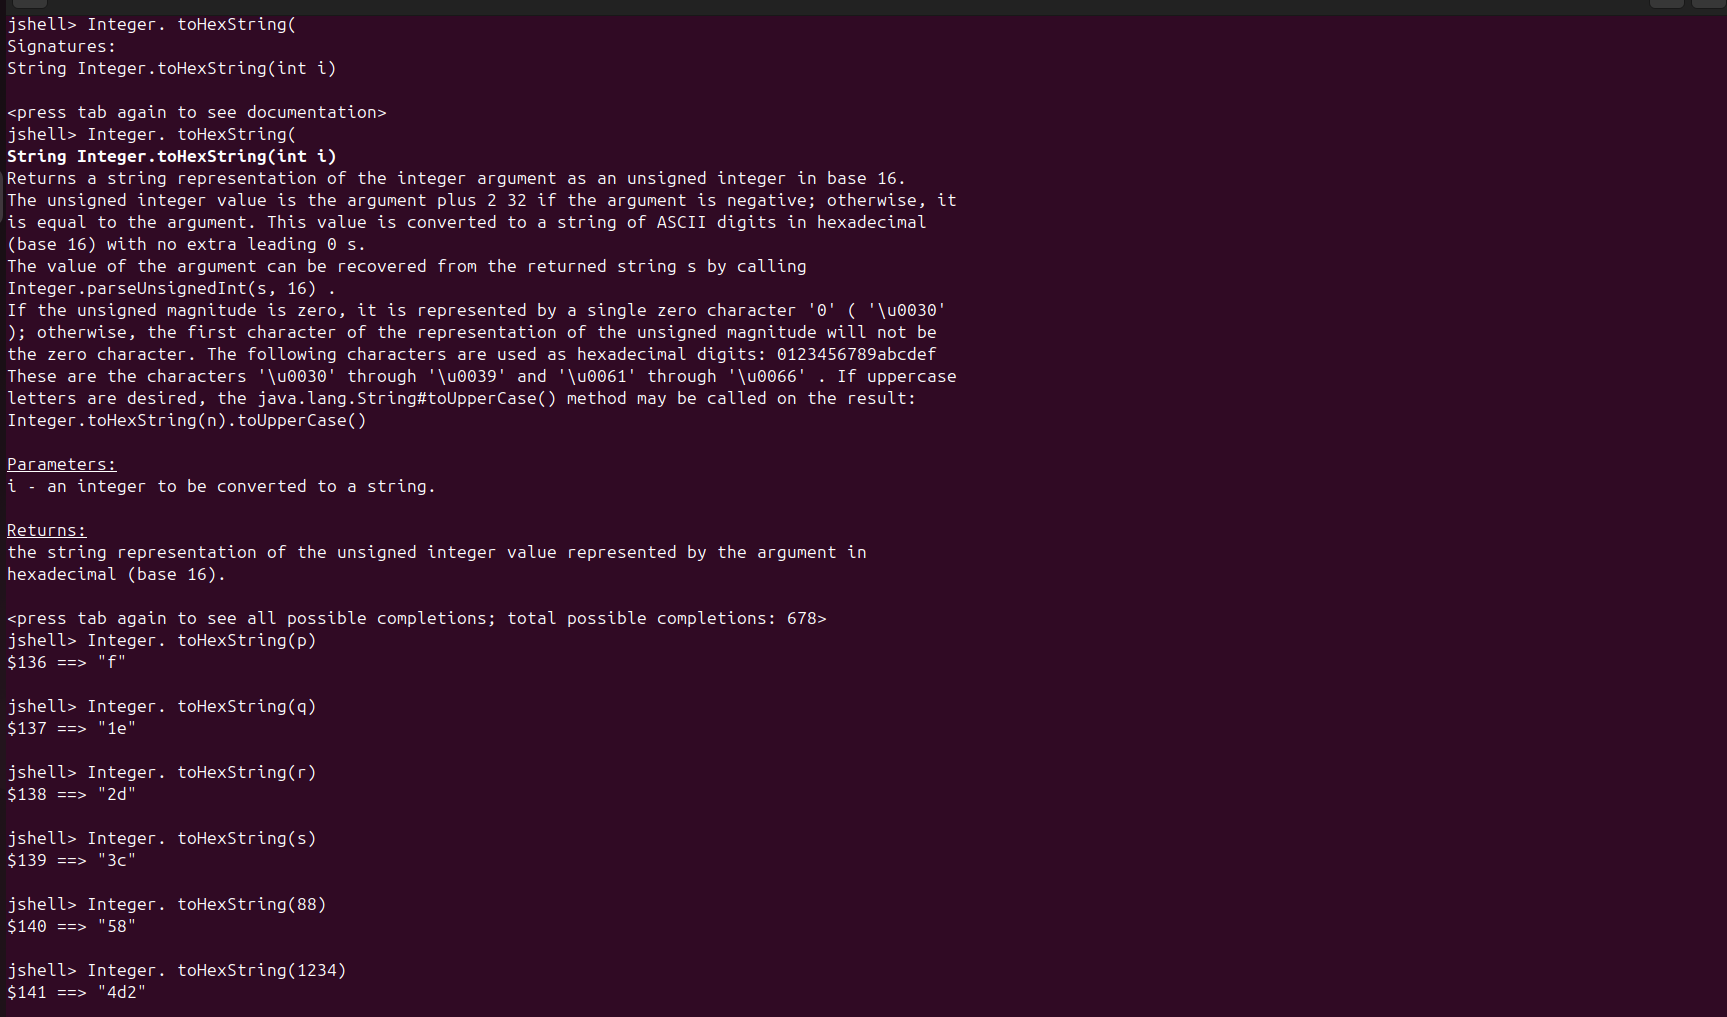 jshell> Integer. toHexString(
Signatures:
String Integer.toHexString(int i)

<press tab again to see documentation>
jshell> Integer. toHexString(
String Integer.toHexString(int i)
Returns a string representation of the integer argument as an unsigned integer in base 16.
The unsigned integer value is the argument plus 2 32 if the argument is negative; otherwise, it
is equal to the argument. This value is converted to a string of ASCII digits in hexadecimal
(base 16) with no extra leading 0 s.
The value of the argument can be recovered from the returned string s by calling
Integer.parseUnsignedInt(s, 16) .
If the unsigned magnitude is zero, it is represented by a single zero character '0' ( '\u0030'
); otherwise, the first character of the representation of the unsigned magnitude will not be
the zero character. The following characters are used as hexadecimal digits: 0123456789abcdef
These are the characters '\u0030' through '\u0039' and '\u0061' through '\u0066' . If uppercase
letters are desired, the java.lang.String#toUpperCase() method may be called on the result:
Integer.toHexString(n).toUpperCase()

Parameters:
i - an integer to be converted to a string.

Returns:
the string representation of the unsigned integer value represented by the argument in
hexadecimal (base 16).

<press tab again to see all possible completions; total possible completions: 678>
jshell> Integer. toHexString(p)
$136 ==> "f"

jshell> Integer. toHexString(q)
$137 ==> "1e"

jshell> Integer. toHexString(r)
$138 ==> "2d"

jshell> Integer. toHexString(s)
$139 ==> "3c"

jshell> Integer. toHexString(88)
$140 ==> "58"

jshell> Integer. toHexString(1234)
$141 ==> "4d2"